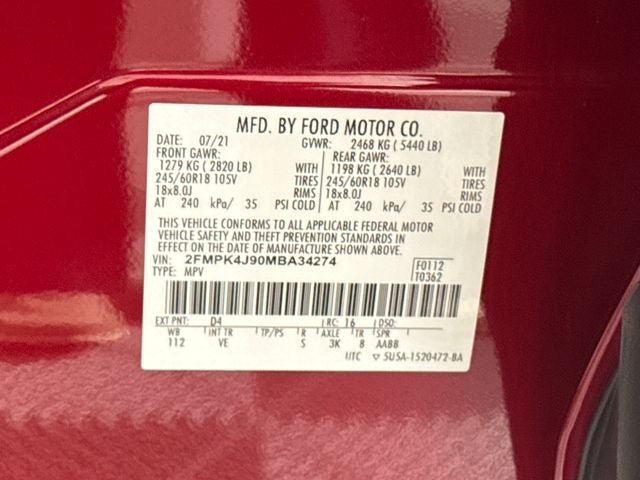 MFD. BY FORD MOTOR CO.
DATE: 07/21 GVWR: 2468 KG ( 5440 LB)
FRONT GAWR: REAR GAWR:
1279 KG ( 2820 LB) WITH 1198 KG ( 2640 LB) WITH
245/60R18 105V TIRES 245/60R18 105V TIRES
18x8.0J RIMS 18x8.0J RIMS
AT 240 kPa/ 35 PSI COLD AT 240 kPa/ 35 PSI COLD
THIS VEHICLE CONFORMS TO ALL APPLICABLE FEDERAL MOTOR
VEHICLE SAFETY AND THEFT PREVENTION STANDARDS IN
EFFECT ON THE DATE OF MANUFACTURE SHOWN ABOVE.
VIN: 2FMPK4J90MBA34274 F0112
TYPE: MPV T0362
EXT PNT: D4 RC: 16 DSO:
WB INT TR TP/PS R AXLE TR SPR
112 VE S 3K 8 AABB
UTC ▽ 5U5A-1520472-BA